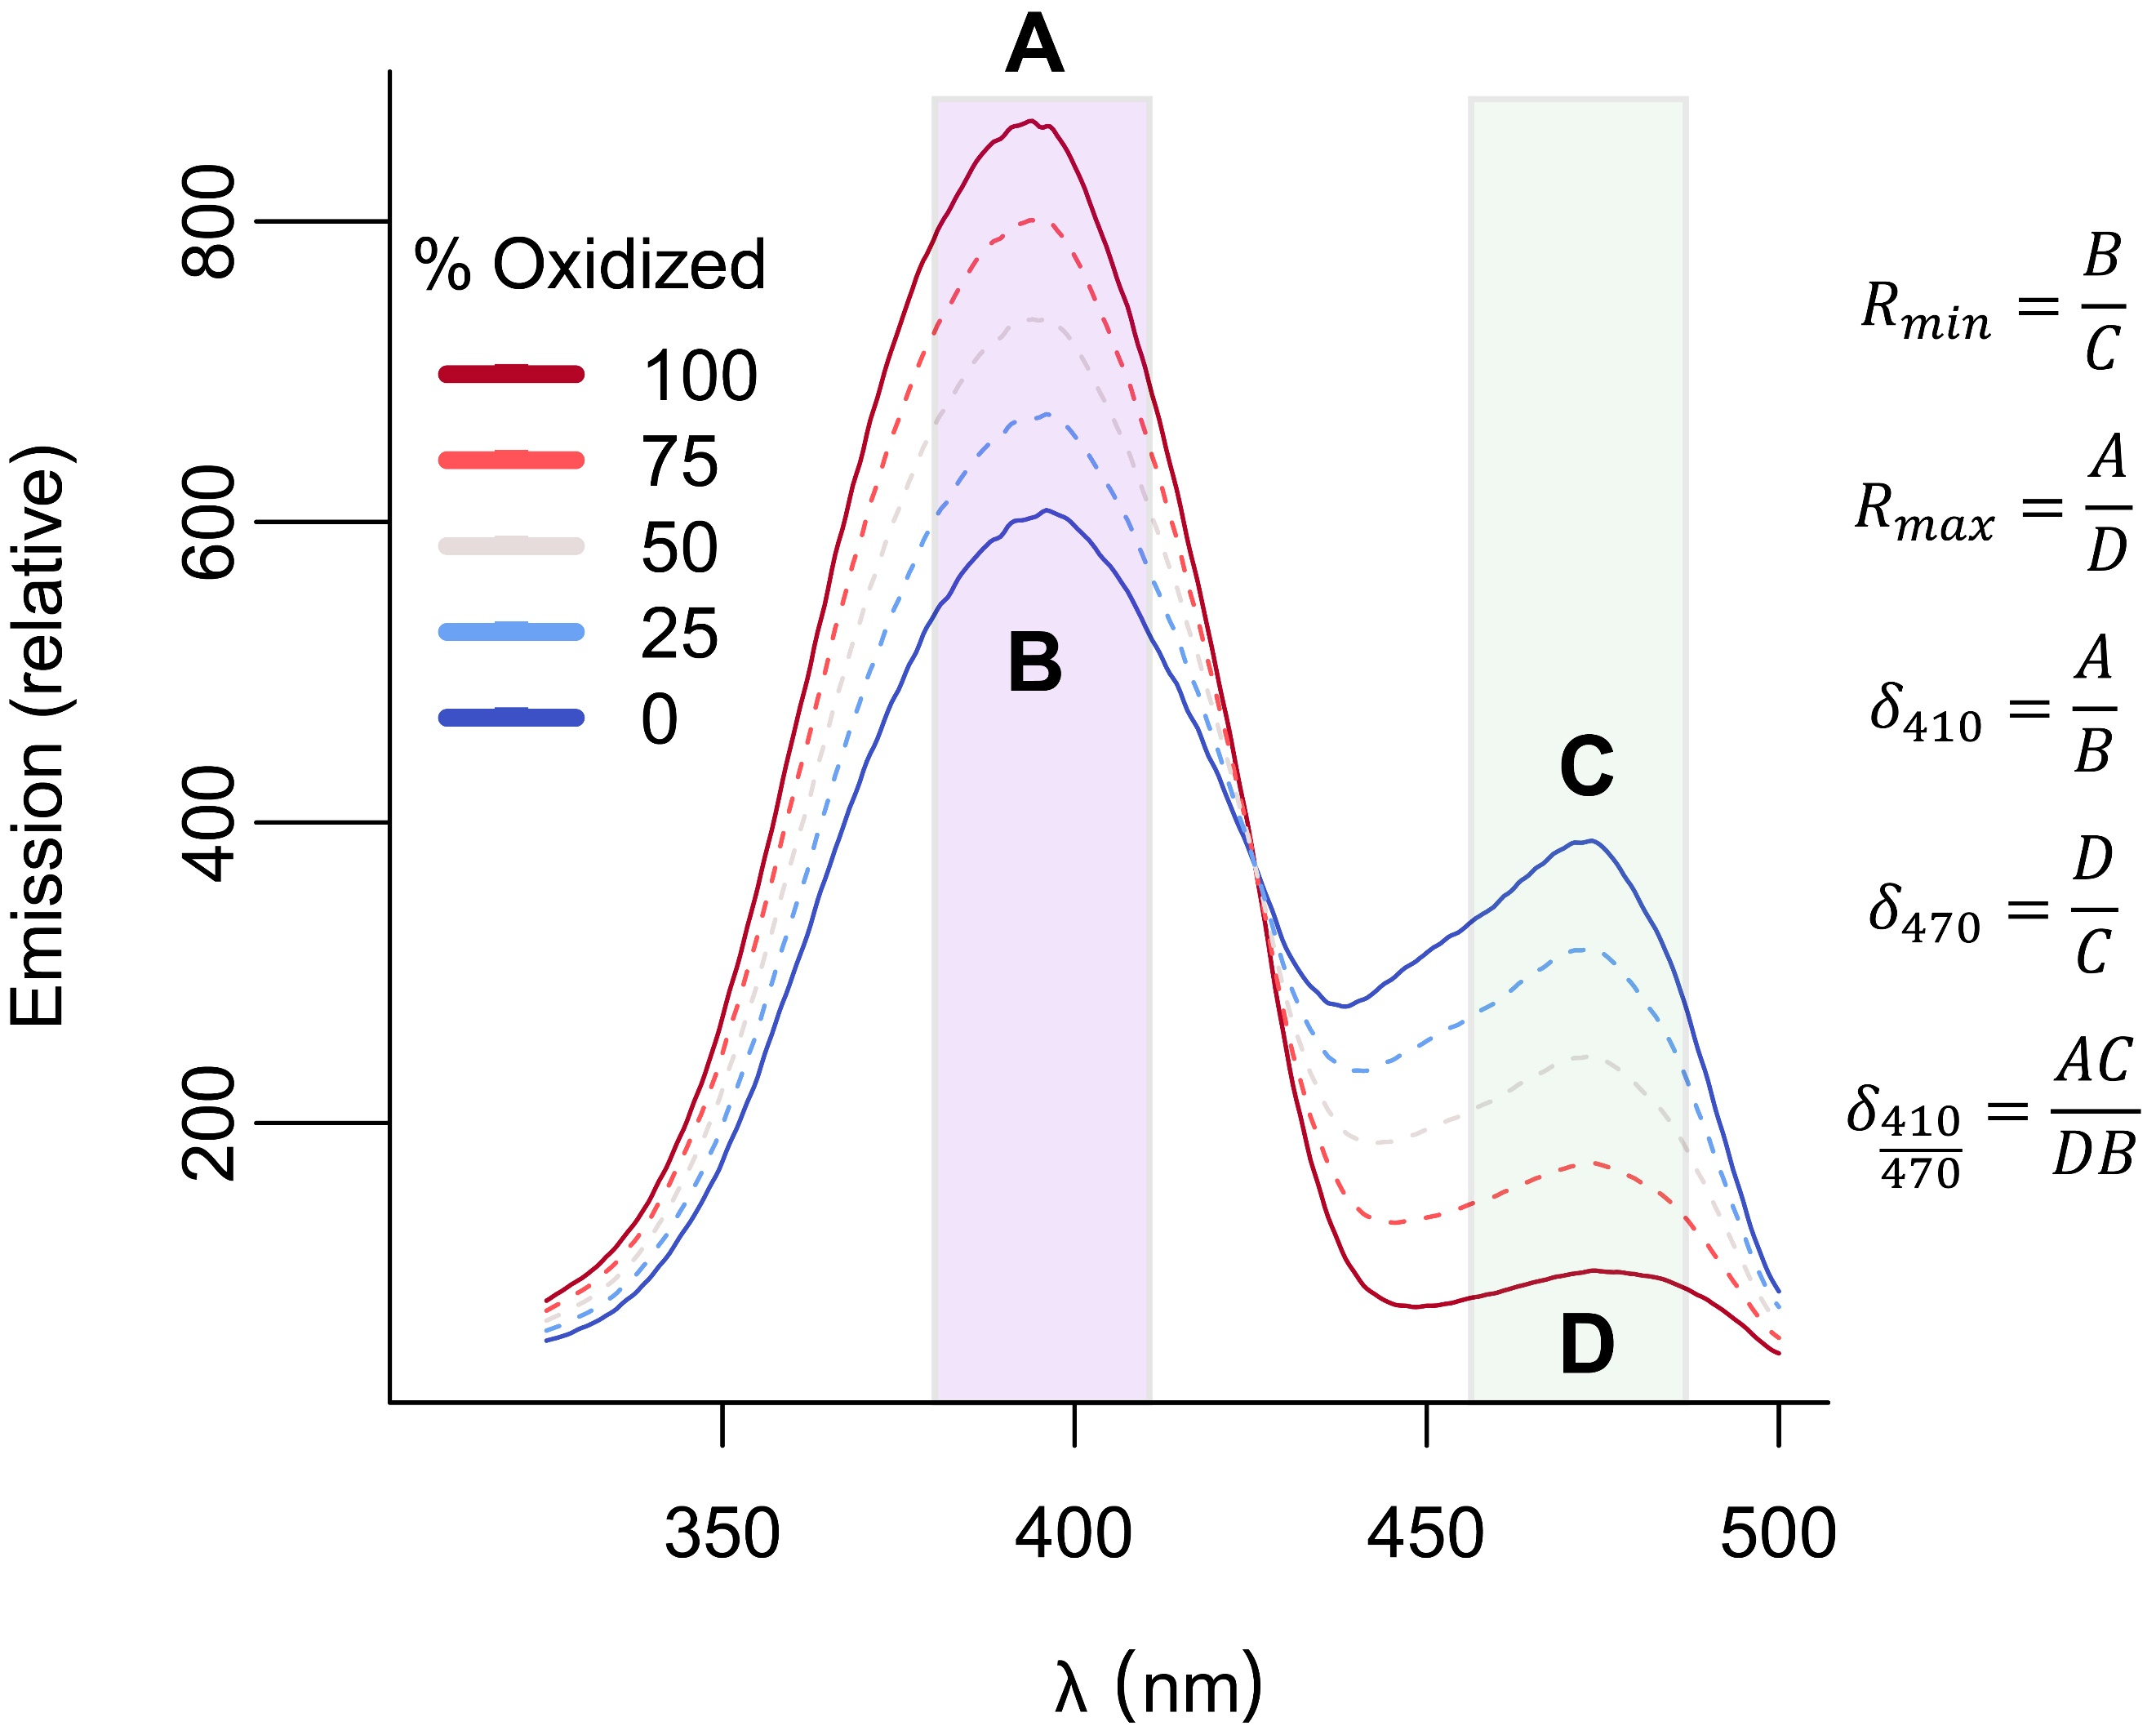 A
Emission (relative)
800
600
400
200
% Oxidized
100
75
50
25
0
B
C
D
350
400
450
500
λ (nm)
R_min = B/C
R_max = A/D
δ_410 = A/B
δ_470 = D/C
δ_410/470 = AC/DB